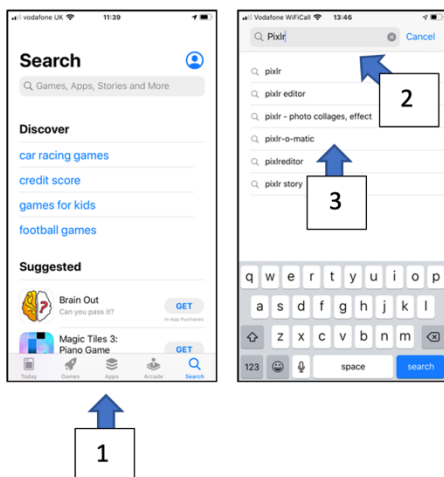 vodafone UK 11:39
Search
Games, Apps, Stories and More
Discover
car racing games
credit score
games for kids
football games
Suggested
Brain Out
Can you pass it?
GET
In-App Purchases
Magic Tiles 3:
Piano Game
GET
Today Games Apps Arcade Search
1
Vodafone WiFiCall 13:46
Pixlr Cancel
pixlr
pixlr editor
pixlr - photo collages, effect
pixlr-o-matic
pixlreditor
pixlr story
2
3
q w e r t y u i o p
a s d f g h j k l
z x c v b n m
123 space search